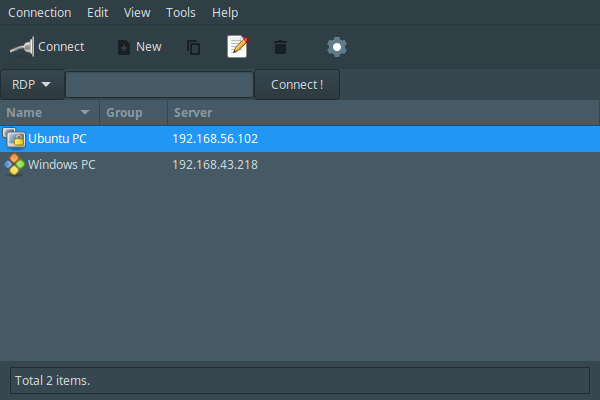 Connection Edit View Tools Help
Connect New
RDP Connect !
Name Group Server
Ubuntu PC 192.168.56.102
Windows PC 192.168.43.218
Total 2 items.